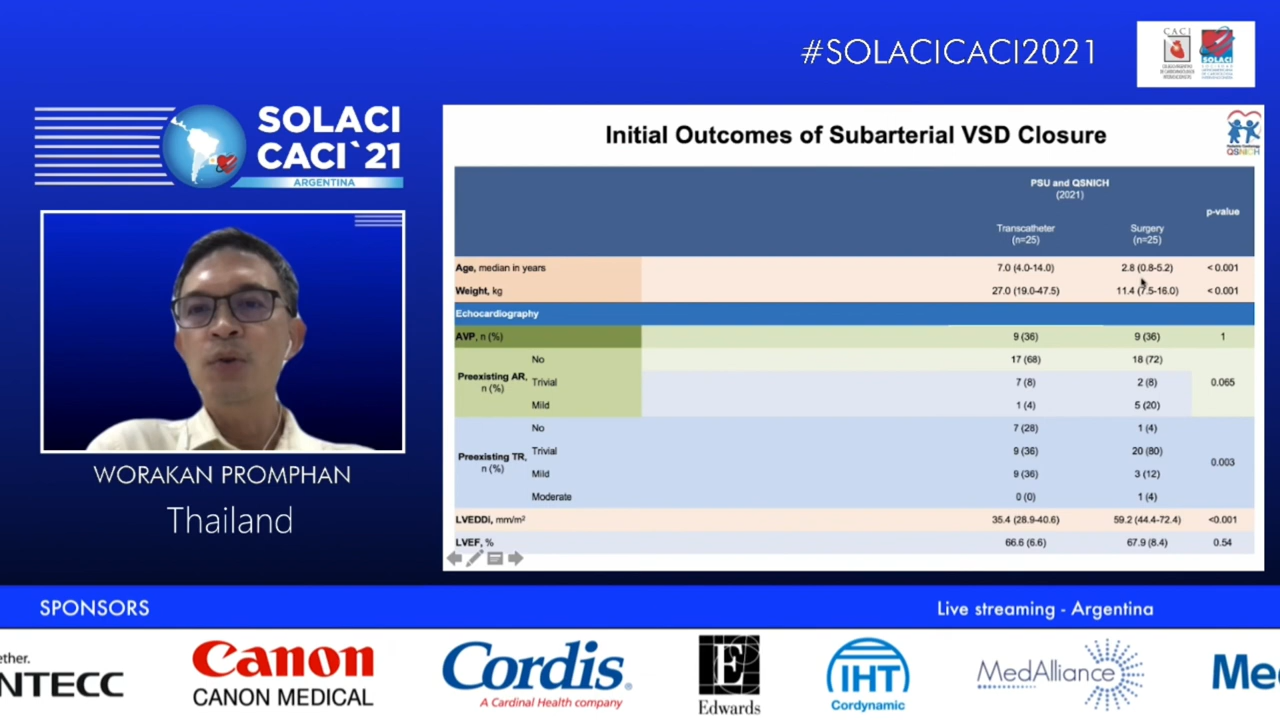 #SOLACICACI2021
CACI
SOLACI
SOLACI
CACI`21
ARGENTINA
WORAKAN PROMPHAN
Thailand
Initial Outcomes of Subarterial VSD Closure
QSNICH
PSU and QSNICH
(2021)
p-value
Transcatheter
(n=25)
Surgery
(n=25)
Age, median in years 7.0 (4.0-14.0) 2.8 (0.8-5.2) < 0.001
Weight, kg 27.0 (19.0-47.5) 11.4 (7.5-16.0) < 0.001
Echocardiography
AVP, n (%) 9 (36) 9 (36) 1
Preexisting AR,
n (%)
No 17 (68) 18 (72)
Trivial 7 (8) 2 (8) 0.065
Mild 1 (4) 5 (20)
Preexisting TR,
n (%)
No 7 (28) 1 (4)
Trivial 9 (36) 20 (80)
0.003
Mild 9 (36) 3 (12)
Moderate 0 (0) 1 (4)
LVEDDi, mm/m² 35.4 (28.9-40.6) 59.2 (44.4-72.4) <0.001
LVEF, % 66.6 (6.6) 67.9 (8.4) 0.54
SPONSORS
Live streaming - Argentina
ether.
NTECC
Canon
CANON MEDICAL
Cordis®
A Cardinal Health company
E
Edwards
IHT
Cordynamic
MedAlliance
Me